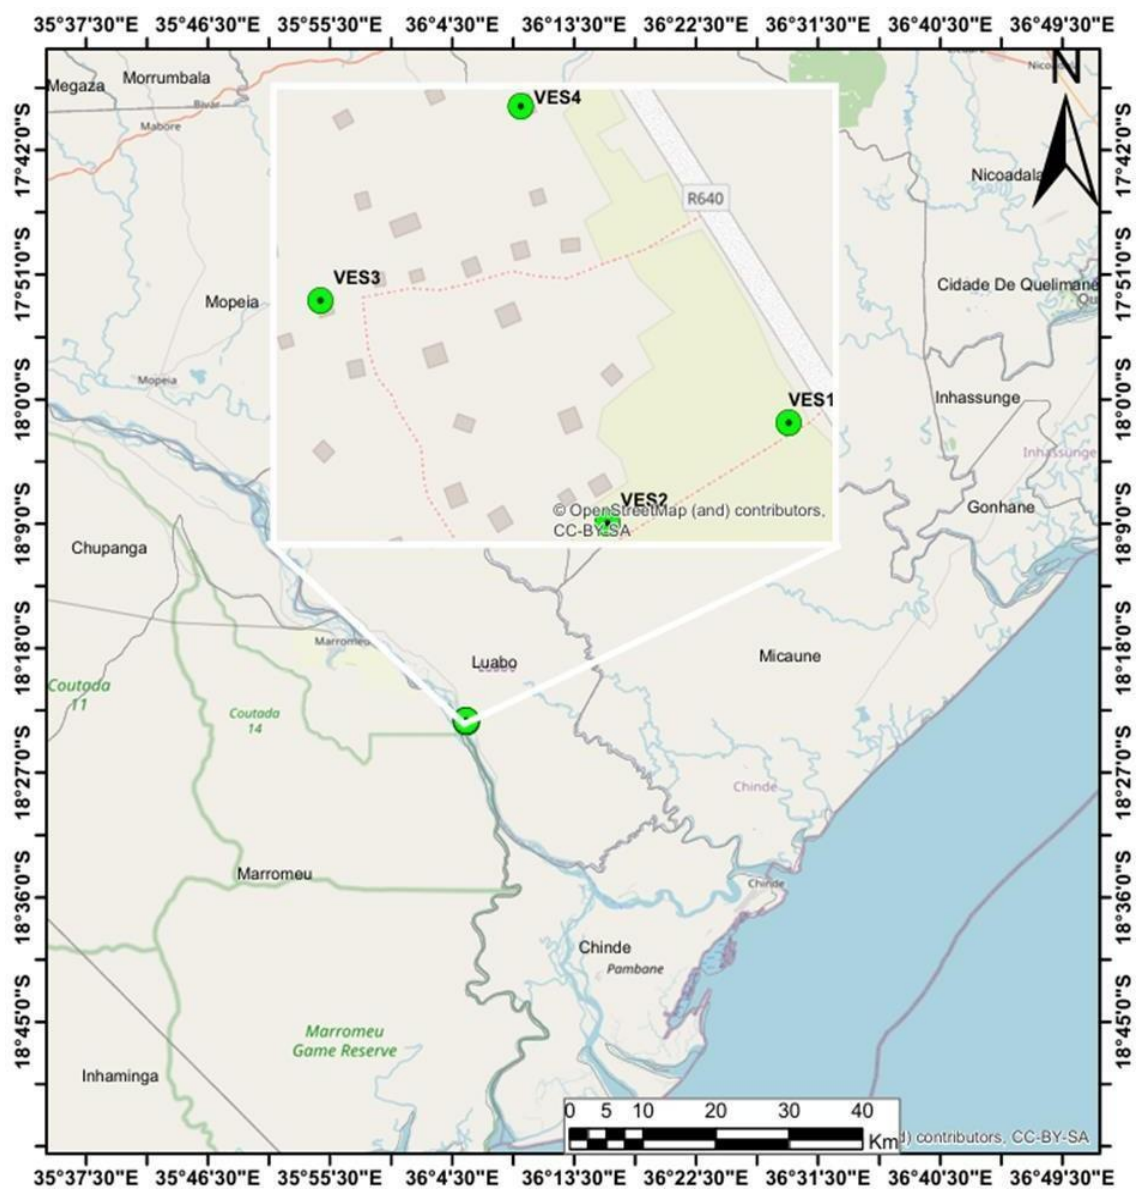 35°37'30"E 35°46'30"E 35°55'30"E 36°4'30"E 36°13'30"E 36°22'30"E 36°31'30"E 36°40'30"E 36°49'30"E
N
Megaza
Morrumbala
Bivar
Mabore
VES4
17°42'0"S
17°42'0"S
Nicoadala
R640
17°51'0"S
VES3
17°51'0"S
Mopeia
Cidade De Quelimane
Mopeia
VES1
18°0'0"S
Inhassunge
18°0'0"S
Inhassunge
18°9'0"S
VES2
© OpenStreetMap (and) contributors,
CC-BY-SA
Gonhane
18°9'0"S
Chupanga
18°18'0"S
Marromeu
Luabo
Luabo
Micaune
18°18'0"S
Coutada
11
Coutada
14
18°27'0"S
Chinde
18°27'0"S
18°36'0"S
Marromeu
Chinde
18°36'0"S
Chinde
Pambane
18°45'0"S
Marromeu
Game Reserve
18°45'0"S
Inhaminga
0 5 10 20 30 40
Km
contributors, CC-BY-SA
35°37'30"E 35°46'30"E 35°55'30"E 36°4'30"E 36°13'30"E 36°22'30"E 36°31'30"E 36°40'30"E 36°49'30"E